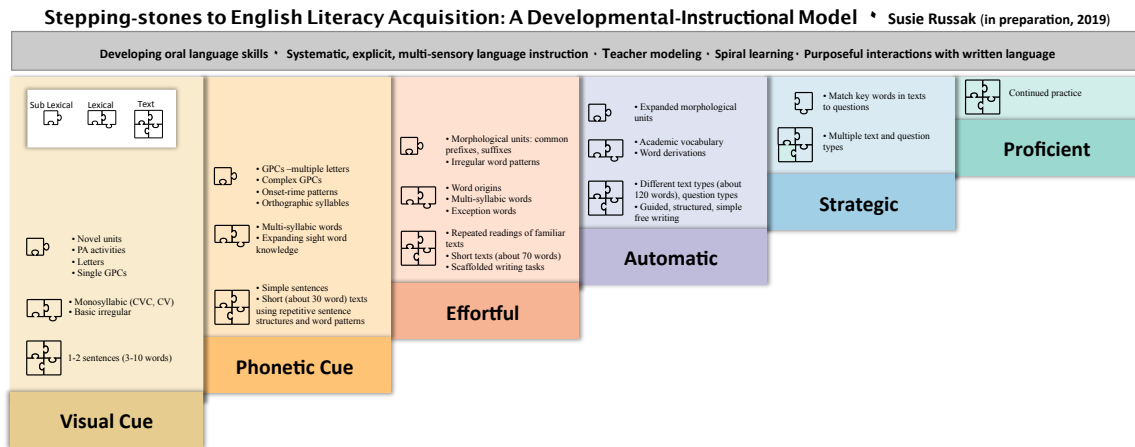 Stepping-stones to English Literacy Acquisition: A Developmental-Instructional Model * Susie Russak (in preparation, 2019)
Developing oral language skills * Systematic, explicit, multi-sensory language instruction · Teacher modeling · Spiral learning · Purposeful interactions with written language
Sub Lexical
Lexical
Text
• Novel units
• PA activities
• Letters
• Single GPCs
• Monosyllabic (CVC, CV)
• Basic irregular
1-2 sentences (3-10 words)
Visual Cue
• GPCs –multiple letters
• Complex GPCs
• Onset-rime patterns
• Orthographic syllables
• Multi-syllabic words
• Expanding sight word
knowledge
• Simple sentences
• Short (about 30 word) texts
using repetitive sentence
structures and word patterns
Phonetic Cue
• Morphological units: common
prefixes, suffixes
• Irregular word patterns
• Word origins
• Multi-syllabic words
• Exception words
• Repeated readings of familiar
texts
• Short texts (about 70 words)
• Scaffolded writing tasks
Effortful
• Expanded morphological
units
• Academic vocabulary
• Word derivations
• Different text types (about
120 words), question types
• Guided, structured, simple
free writing
Automatic
• Match key words in texts
to questions
• Multiple text and question
types
Strategic
Continued practice
Proficient